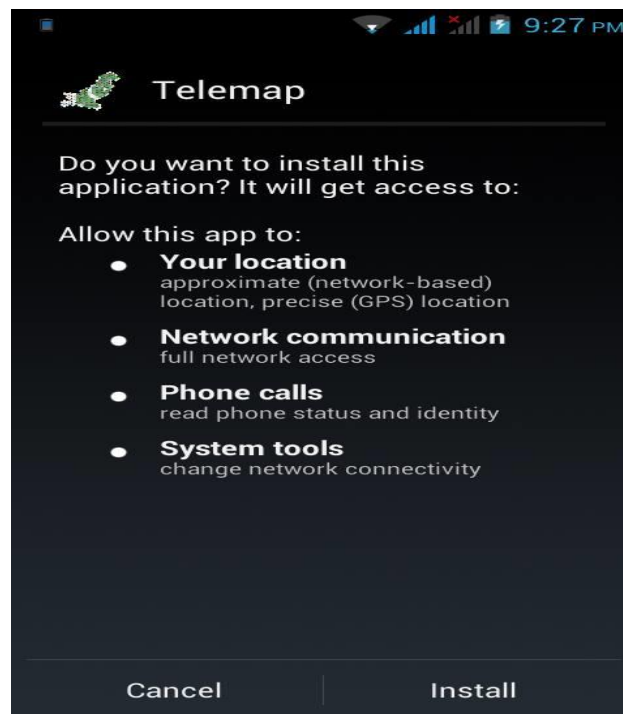 9:27 PM
Telemap
Do you want to install this
application? It will get access to:
Allow this app to:
Your location
approximate (network-based)
location, precise (GPS) location
Network communication
full network access
Phone calls
read phone status and identity
System tools
change network connectivity
Cancel Install